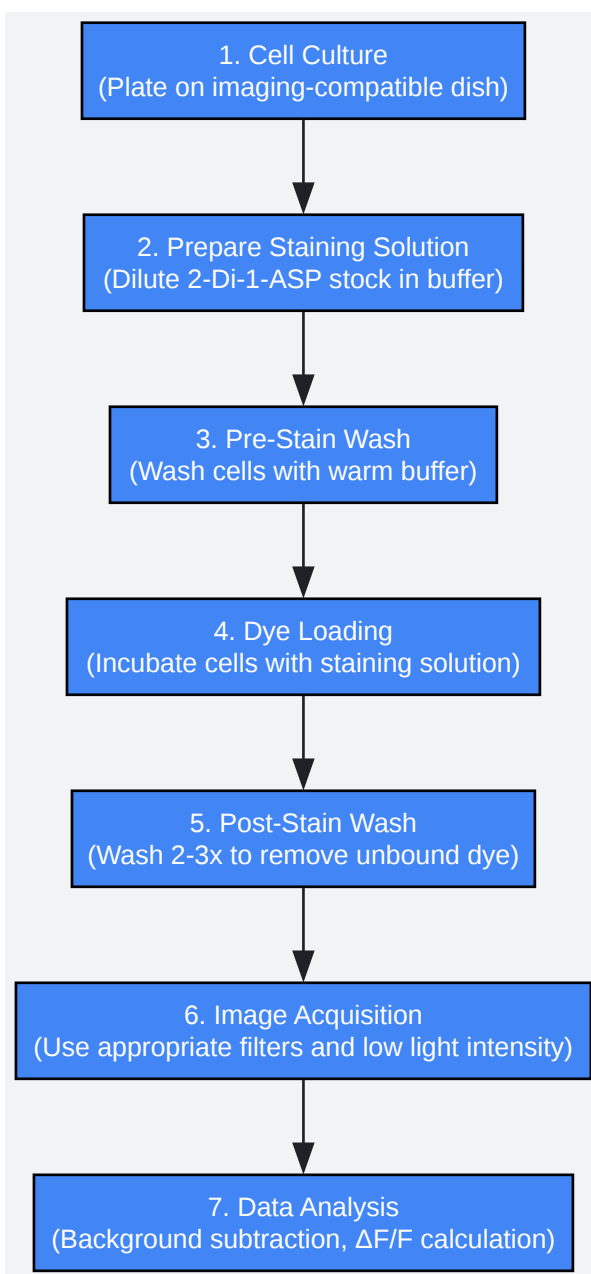 1. Cell Culture
(Plate on imaging-compatible dish)
2. Prepare Staining Solution
(Dilute 2-Di-1-ASP stock in buffer)
3. Pre-Stain Wash
(Wash cells with warm buffer)
4. Dye Loading
(Incubate cells with staining solution)
5. Post-Stain Wash
(Wash 2-3x to remove unbound dye)
6. Image Acquisition
(Use appropriate filters and low light intensity)
7. Data Analysis
(Background subtraction, ΔF/F calculation)